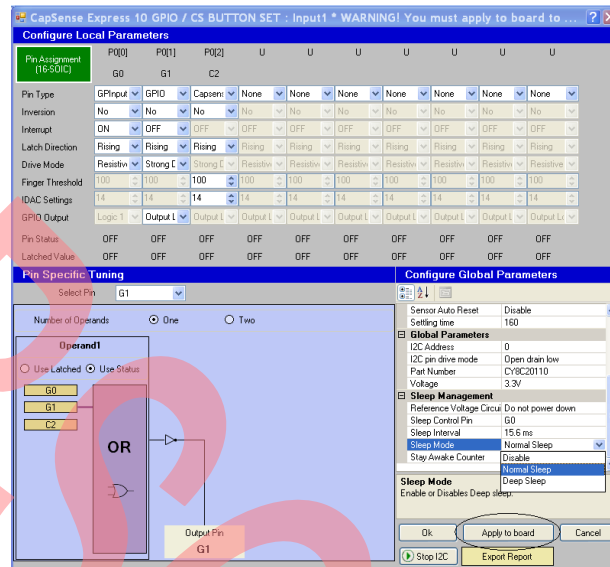 CapSense Express 10 GPIO / CS BUTTON SET : Input1 * WARNING! You must apply to board to ...
Configure Local Parameters
Pin Assignment (16-SOIC) P0[0] P0[1] P0[2] U U U U U U U
G0 G1 C2
Pin Type GPInput GPIO Capsens None None None None None None None
Inversion No No No No No No No No No No
Interrupt ON OFF OFF OFF OFF OFF OFF OFF OFF OFF
Latch Direction Rising Rising Rising Rising Rising Rising Rising Rising Rising Rising
Drive Mode Resistive Strong D Strong D Resistive Resistive Resistive Resistive Resistive Resistive Resistive
Finger Threshold 100 100 100 100 100 100 100 100 100 100
IDAC Settings 14 14 14 14 14 14 14 14 14 14
GPIO Output Logic 1 Output L Output L Output L Output L Output L Output L Output L Output L Output Lo
Pin Status OFF OFF OFF OFF OFF OFF OFF OFF OFF OFF
Latched Value OFF OFF OFF OFF OFF OFF OFF OFF OFF OFF
Pin Specific Tuning
Select Pin G1
Number of Operands One Two
Operand1
Use Latched Use Status
G0
G1
C2
OR
Output Pin
G1
Configure Global Parameters
Sensor Auto Reset Disable
Settling time 160
Global Parameters
I2C Address 0
I2C pin drive mode Open drain low
Part Number CY8C20110
Voltage 3.3V
Sleep Management
Reference Voltage Circui Do not power down
Sleep Control Pin G0
Sleep Interval 15.6 ms
Sleep Mode Normal Sleep
Stay Awake Counter Disable
Normal Sleep
Deep Sleep
Sleep Mode
Enable or Disables Deep sleep.
Ok Apply to board Cancel
Stop I2C Export Report